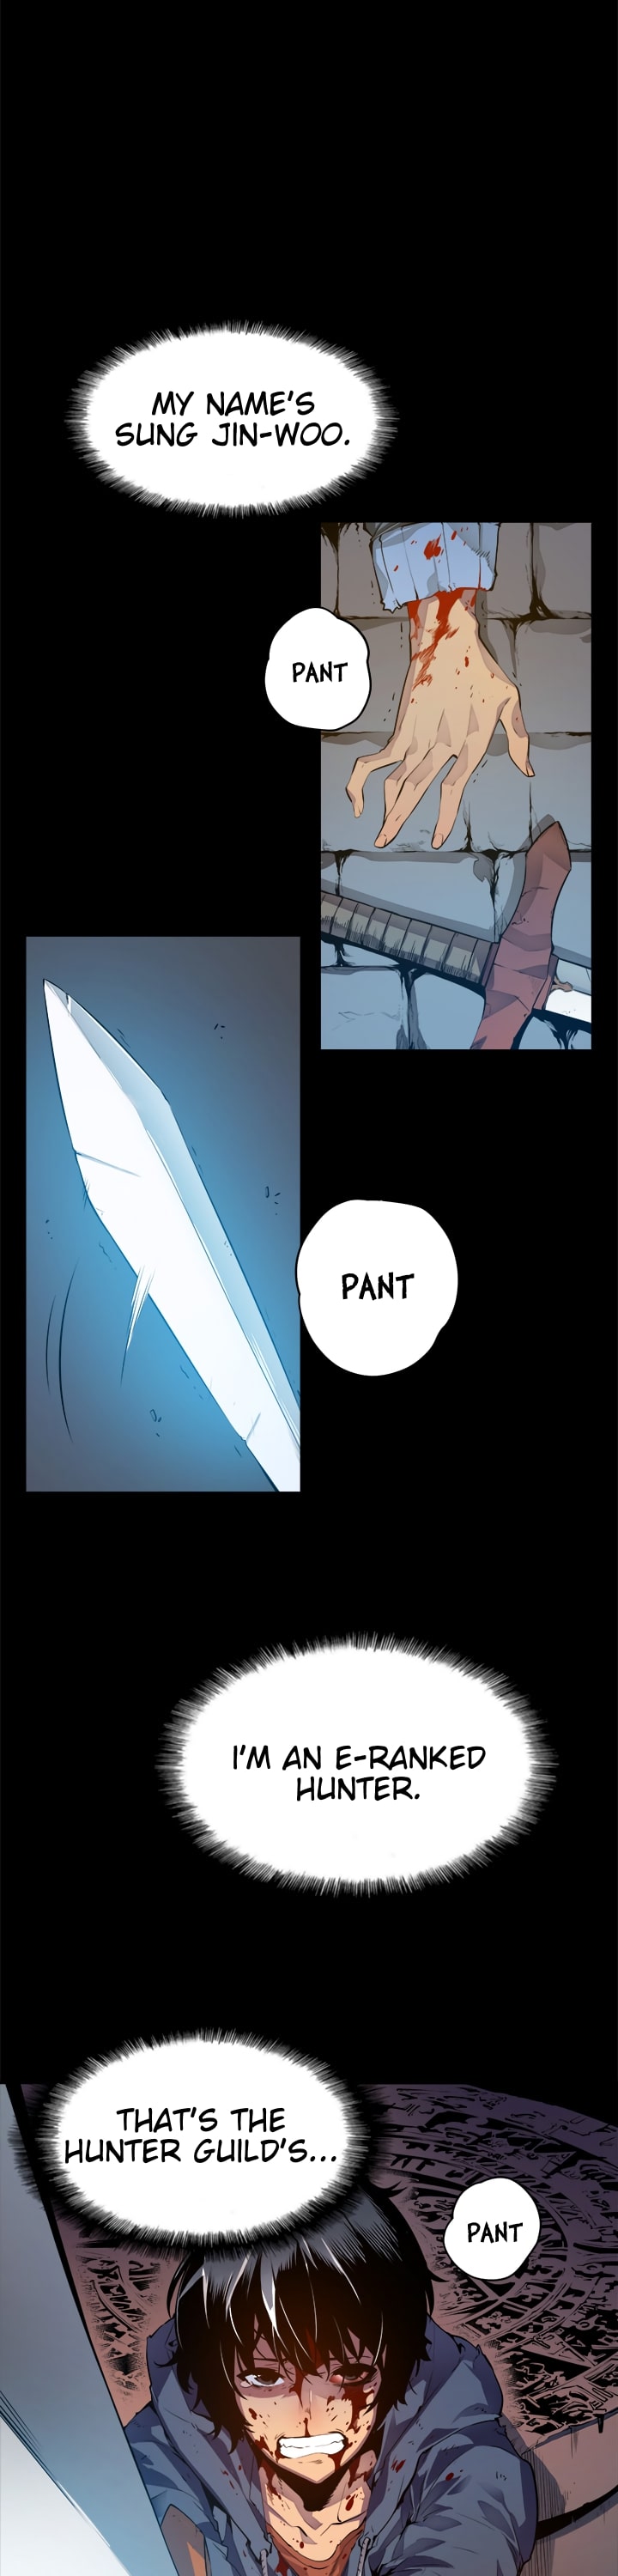 MY NAME'S
SUNG JIN-WOO.
PANT
PANT
I'M AN E-RANKED
HUNTER.
THAT'S THE
HUNTER GUILD'S...
PANT